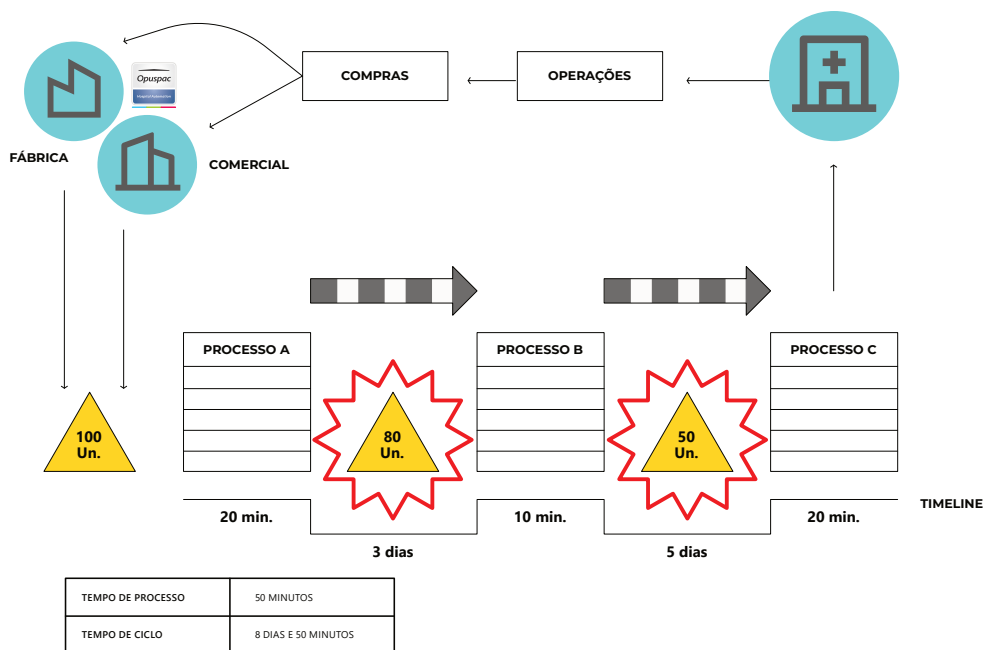 COMPRAS
OPERAÇÕES
Opuspac
FÁBRICA
COMERCIAL
PROCESSO A
PROCESSO B
PROCESSO C
100
Un.
80
Un.
50
Un.
TIMELINE
20 min.
10 min.
20 min.
3 dias
5 dias
TEMPO DE PROCESSO
50 MINUTOS
TEMPO DE CICLO
8 DIAS E 50 MINUTOS